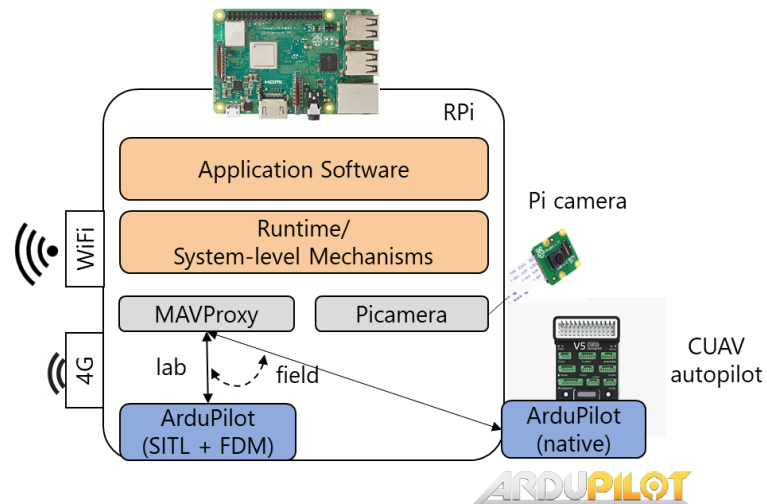 RPi
Application Software
Runtime/
System-level Mechanisms
Pi camera
WiFi
MAVProxy
Picamera
4G
lab
field
V5
CUAV
autopilot
ArduPilot
(SITL + FDM)
ArduPilot
(native)
ARDUPILOT